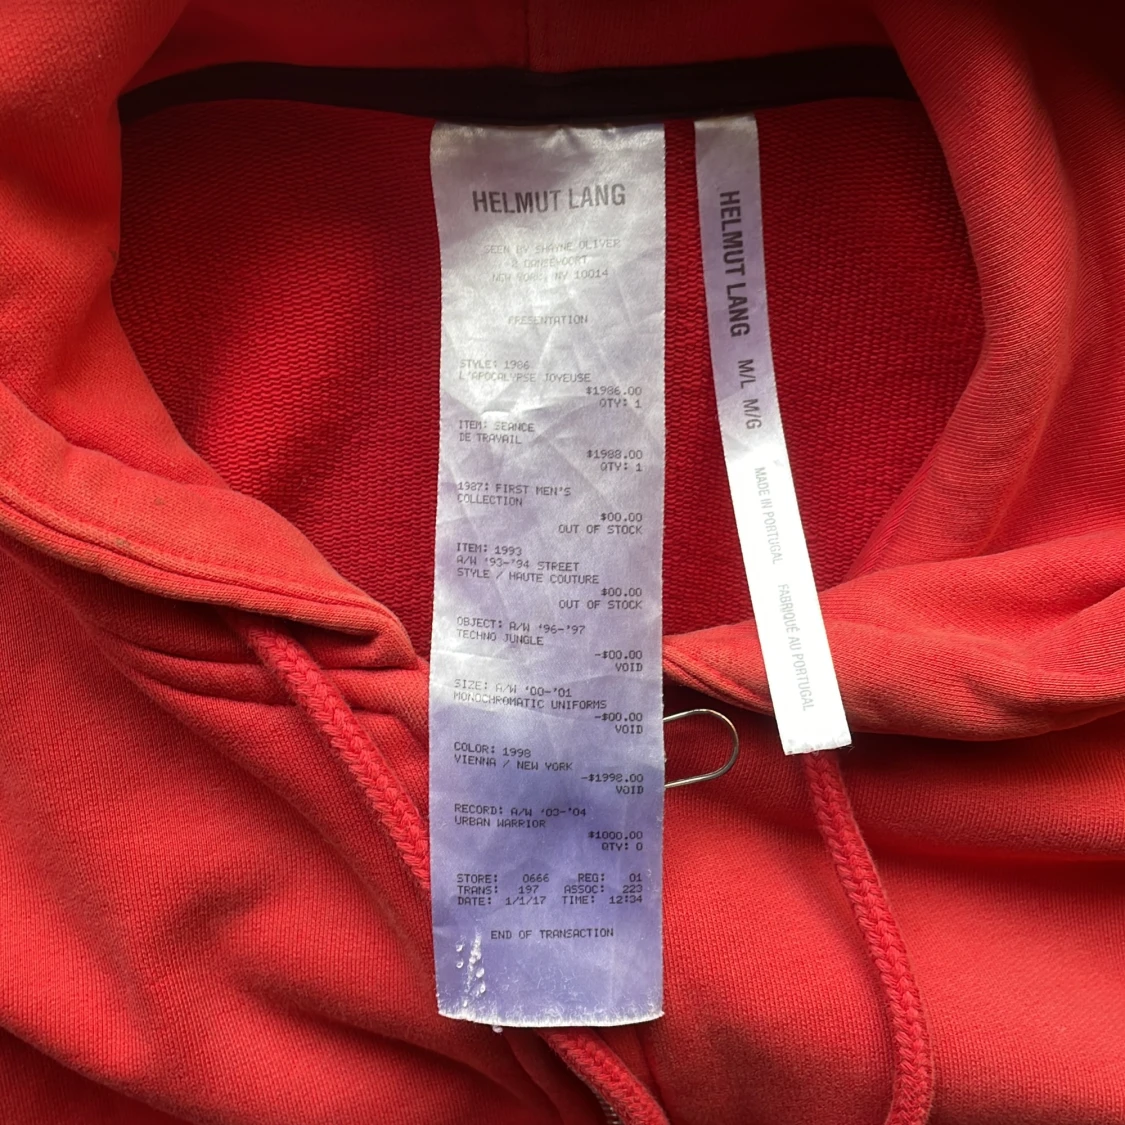 HELMUT LANG
SEEN BY SHAYNE OLIVER
2 GANSEVOORT
NEW YORK, NY 10014
PRESENTATION
STYLE: 1986
L'APOCALYPSE JOYEUSE
$1986.00
QTY: 1
ITEM: SEANCE
DE TRAVAIL
$1988.00
QTY: 1
1987: FIRST MEN'S
COLLECTION
$00.00
OUT OF STOCK
ITEM: 1993
A/W '93-'94 STREET
STYLE / HAUTE COUTURE
$00.00
OUT OF STOCK
OBJECT: A/W '96-'97
TECHNO JUNGLE
-$00.00
VOID
SIZE: A/W '00-'01
MONOCHROMATIC UNIFORMS
-$00.00
VOID
COLOR: 1998
VIENNA / NEW YORK
-$1998.00
VOID
RECORD: A/W '03-'04
URBAN WARRIOR
$1000.00
QTY: 0
STORE: 0666 REG: 01
TRANS: 197 ASSOC: 223
DATE: 1/1/17 TIME: 12:34
END OF TRANSACTION
HELMUT LANG M/L M/G
MADE IN PORTUGAL FABRIQUÉ AU PORTUGAL